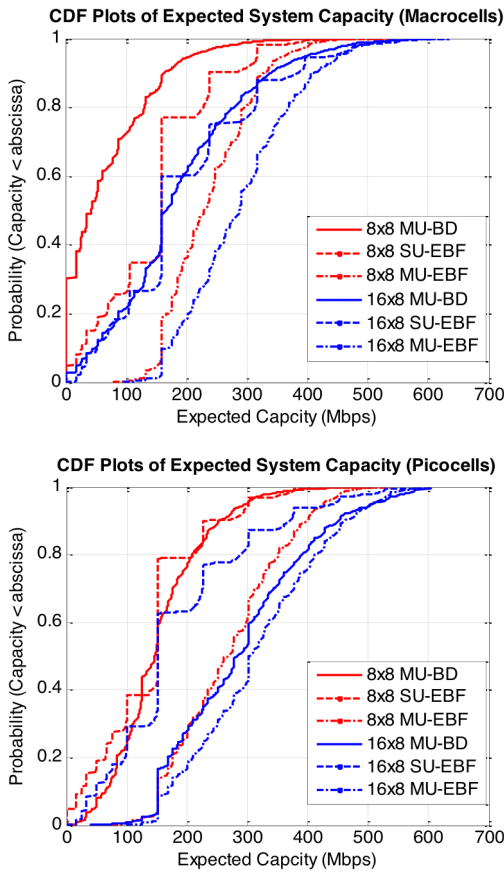 CDF Plots of Expected System Capacity (Macrocells)
Probability (Capacity < abscissa)
1
0.8
0.6
0.4
0.2
0
8x8 MU-BD
8x8 SU-EBF
8x8 MU-EBF
16x8 MU-BD
16x8 SU-EBF
16x8 MU-EBF
0 100 200 300 400 500 600 700
Expected Capcity (Mbps)
CDF Plots of Expected System Capacity (Picocells)
Probability (Capacity < abscissa)
1
0.8
0.6
0.4
0.2
0
8x8 MU-BD
8x8 SU-EBF
8x8 MU-EBF
16x8 MU-BD
16x8 SU-EBF
16x8 MU-EBF
0 100 200 300 400 500 600 700
Expected Capcity (Mbps)